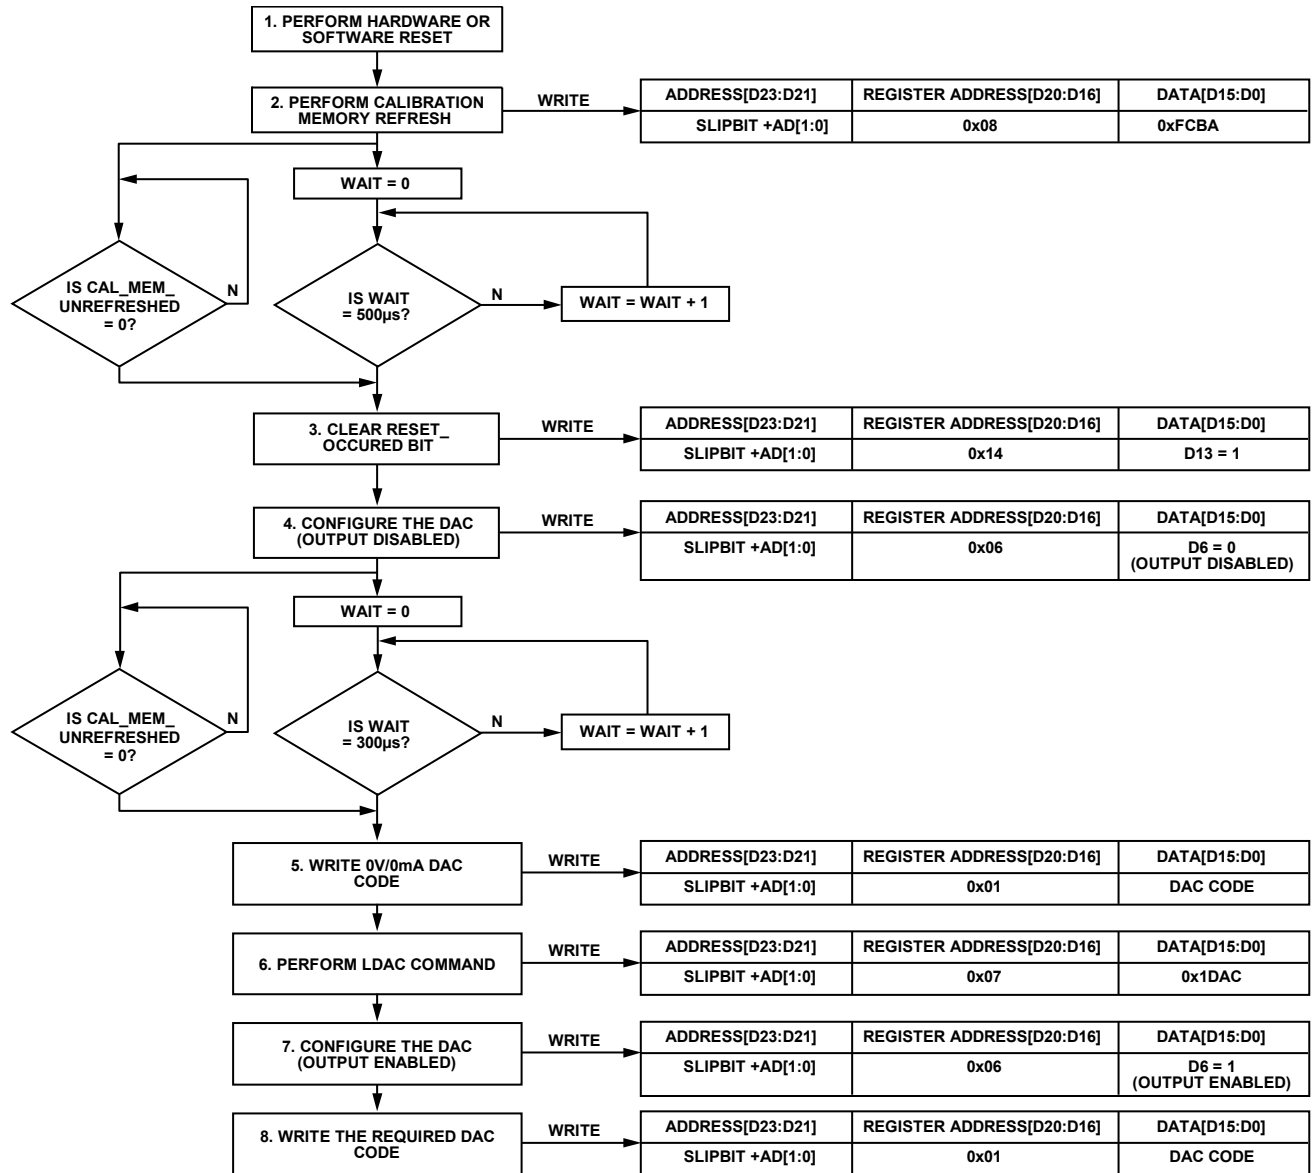 1. PERFORM HARDWARE OR
SOFTWARE RESET
2. PERFORM CALIBRATION
MEMORY REFRESH
WRITE
ADDRESS[D23:D21] REGISTER ADDRESS[D20:D16] DATA[D15:D0]
SLIPBIT +AD[1:0] 0x08 0xFCBA
WAIT = 0
IS CAL_MEM_
UNREFRESHED
= 0?
N
IS WAIT
= 500µs?
N
WAIT = WAIT + 1
3. CLEAR RESET_
OCCURED BIT
WRITE
ADDRESS[D23:D21] REGISTER ADDRESS[D20:D16] DATA[D15:D0]
SLIPBIT +AD[1:0] 0x14 D13 = 1
4. CONFIGURE THE DAC
(OUTPUT DISABLED)
WRITE
ADDRESS[D23:D21] REGISTER ADDRESS[D20:D16] DATA[D15:D0]
SLIPBIT +AD[1:0] 0x06 D6 = 0
(OUTPUT DISABLED)
WAIT = 0
IS CAL_MEM_
UNREFRESHED
= 0?
N
IS WAIT
= 300µs?
N
WAIT = WAIT + 1
5. WRITE 0V/0mA DAC
CODE
WRITE
ADDRESS[D23:D21] REGISTER ADDRESS[D20:D16] DATA[D15:D0]
SLIPBIT +AD[1:0] 0x01 DAC CODE
6. PERFORM LDAC COMMAND
WRITE
ADDRESS[D23:D21] REGISTER ADDRESS[D20:D16] DATA[D15:D0]
SLIPBIT +AD[1:0] 0x07 0x1DAC
7. CONFIGURE THE DAC
(OUTPUT ENABLED)
WRITE
ADDRESS[D23:D21] REGISTER ADDRESS[D20:D16] DATA[D15:D0]
SLIPBIT +AD[1:0] 0x06 D6 = 1
(OUTPUT ENABLED)
8. WRITE THE REQUIRED DAC
CODE
WRITE
ADDRESS[D23:D21] REGISTER ADDRESS[D20:D16] DATA[D15:D0]
SLIPBIT +AD[1:0] 0x01 DAC CODE